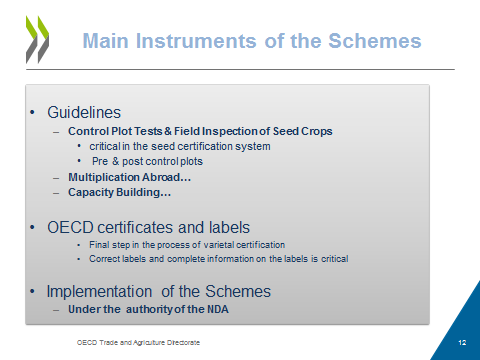 Main Instruments of the Schemes
• Guidelines
– Control Plot Tests & Field Inspection of Seed Crops
• critical in the seed certification system
• Pre & post control plots
– Multiplication Abroad…
– Capacity Building…
• OECD certificates and labels
• Final step in the process of varietal certification
• Correct labels and complete information on the labels is critical
• Implementation of the Schemes
– Under the authority of the NDA
OECD Trade and Agriculture Directorate
12